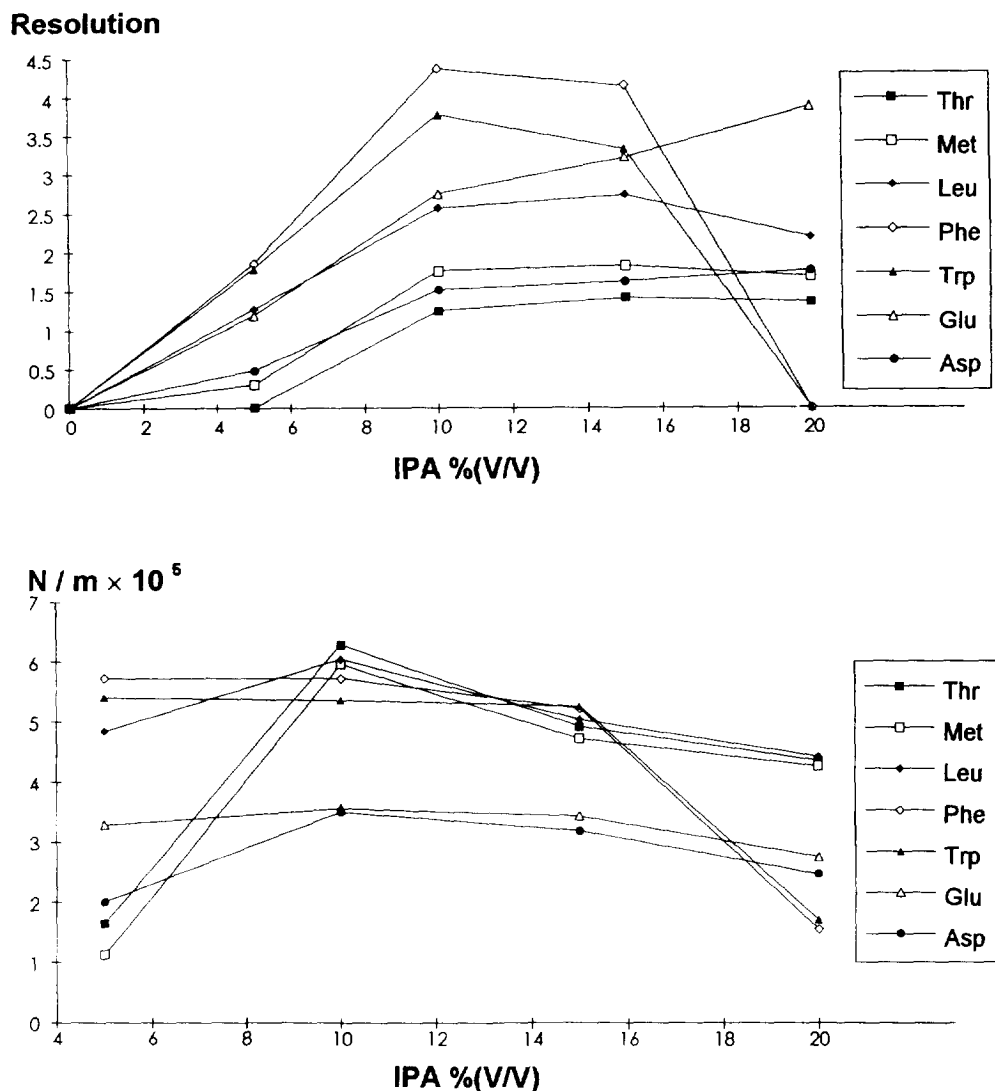 Resolution
4.5
4
3.5
3
2.5
2
1.5
1
0.5
0
0 2 4 6 8 10 12 14 16 18 20
IPA %(V/V)
Thr
Met
Leu
Phe
Trp
Glu
Asp
N / m × 10 5
7
6
5
4
3
2
1
0
4 6 8 10 12 14 16 18 20
IPA %(V/V)
Thr
Met
Leu
Phe
Trp
Glu
Asp